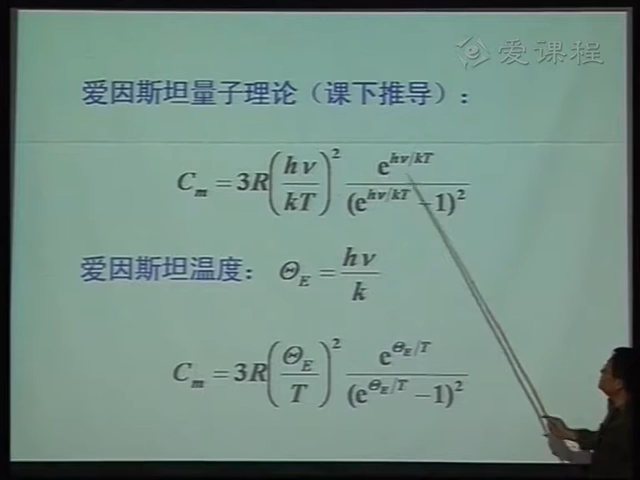 爱课程
爱因斯坦量子理论（课下推导）：
C_m = 3R(hν/kT)² e^{hν/kT}/(e^{hν/kT} − 1)²
爱因斯坦温度： Θ_E = hν/k
C_m = 3R(Θ_E/T)² e^{Θ_E/T}/(e^{Θ_E/T} − 1)²